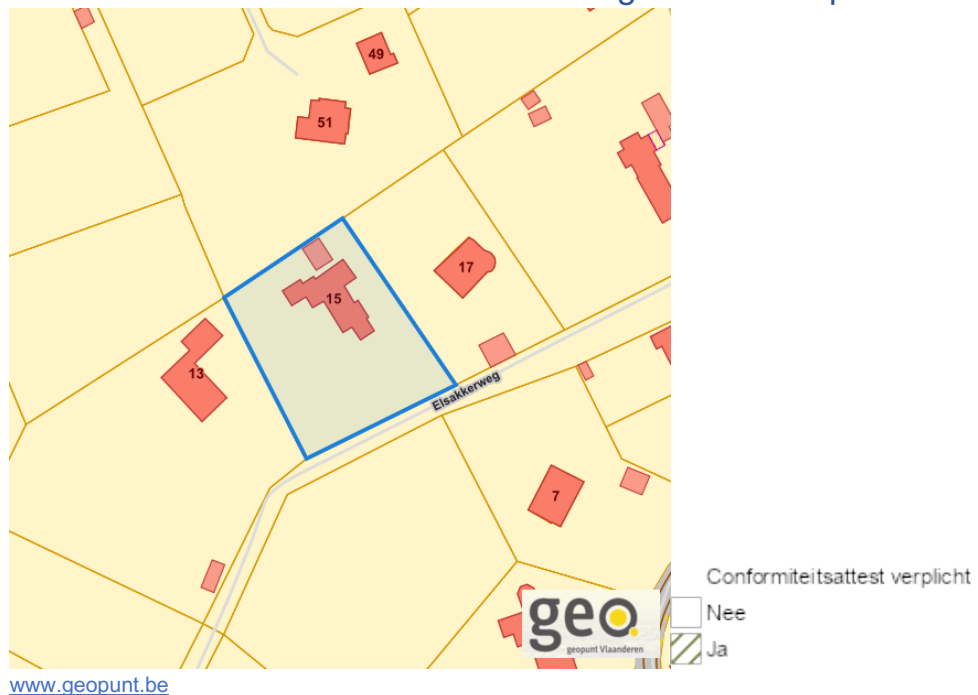 49
51
17
15
13
Elsakkerweg
7
geo
geopunt Vlaanderen
Conformiteitsattest verplicht
Nee
Ja
www.geopunt.be